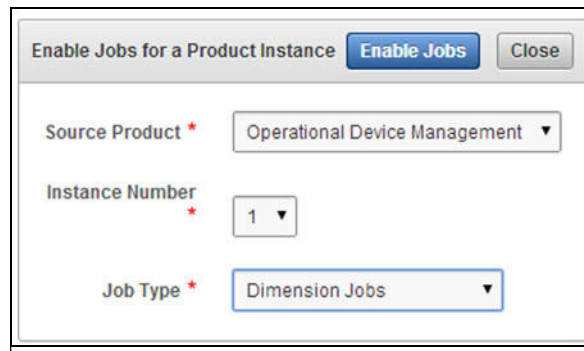 Enable Jobs for a Product Instance Enable Jobs Close
Source Product * Operational Device Management
Instance Number
* 1
Job Type * Dimension Jobs